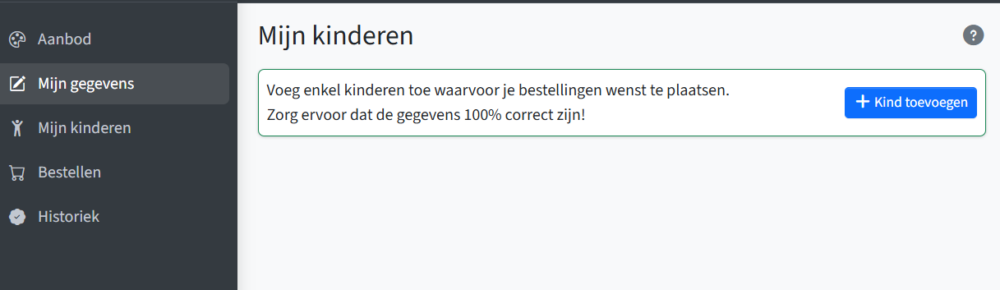 Aanbod
Mijn gegevens
Mijn kinderen
Bestellen
Historiek
Mijn kinderen
?
Voeg enkel kinderen toe waarvoor je bestellingen wenst te plaatsen.
Zorg ervoor dat de gegevens 100% correct zijn!
+ Kind toevoegen